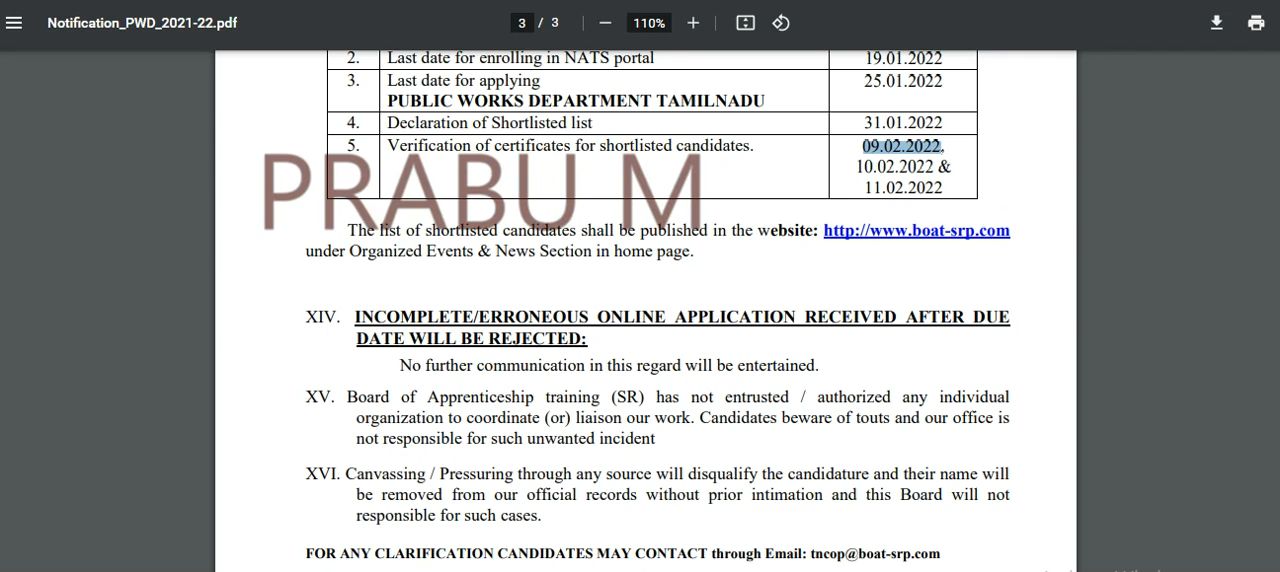 Notification_PWD_2021-22.pdf
3 / 3
110%
2. Last date for enrolling in NATS portal 19.01.2022
3. Last date for applying 25.01.2022
PUBLIC WORKS DEPARTMENT TAMILNADU
4. Declaration of Shortlisted list 31.01.2022
5. Verification of certificates for shortlisted candidates. 09.02.2022,
10.02.2022 &
11.02.2022
PRABU M
The list of shortlisted candidates shall be published in the website: http://www.boat-srp.com
under Organized Events & News Section in home page.
XIV. INCOMPLETE/ERRONEOUS ONLINE APPLICATION RECEIVED AFTER DUE
DATE WILL BE REJECTED:
No further communication in this regard will be entertained.
XV. Board of Apprenticeship training (SR) has not entrusted / authorized any individual
organization to coordinate (or) liaison our work. Candidates beware of touts and our office is
not responsible for such unwanted incident
XVI. Canvassing / Pressuring through any source will disqualify the candidature and their name will
be removed from our official records without prior intimation and this Board will not
responsible for such cases.
FOR ANY CLARIFICATION CANDIDATES MAY CONTACT through Email: tncop@boat-srp.com